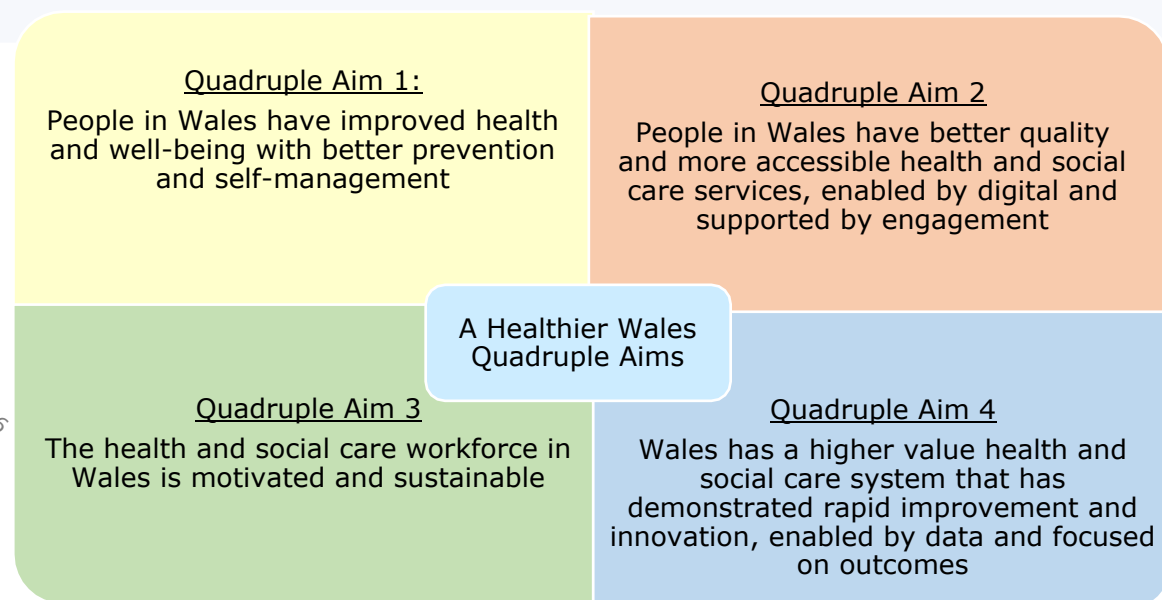 Quadruple Aim 1:
People in Wales have improved health
and well-being with better prevention
and self-management
Quadruple Aim 2
People in Wales have better quality
and more accessible health and social
care services, enabled by digital and
supported by engagement
A Healthier Wales
Quadruple Aims
Quadruple Aim 3
The health and social care workforce in
Wales is motivated and sustainable
Quadruple Aim 4
Wales has a higher value health and
social care system that has
demonstrated rapid improvement and
innovation, enabled by data and focused
on outcomes